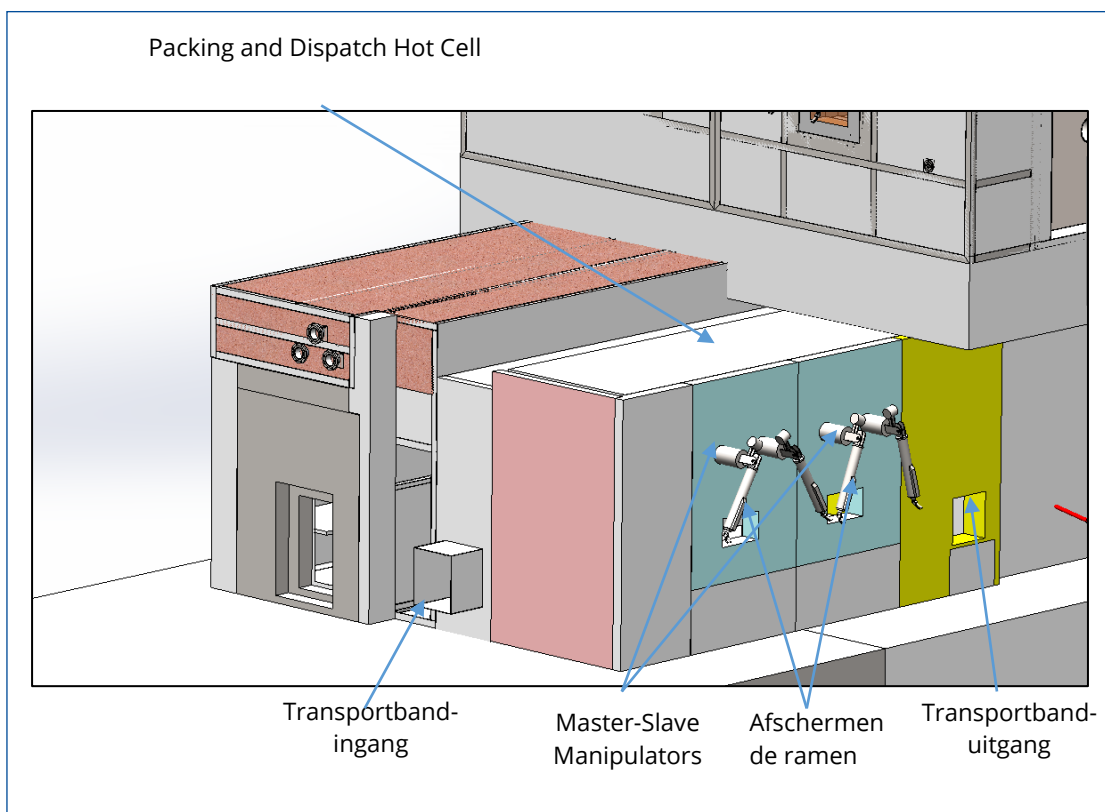 Packing and Dispatch Hot Cell
Transportband-
ingang
Master-Slave
Manipulators
Afschermen
de ramen
Transportband-
uitgang